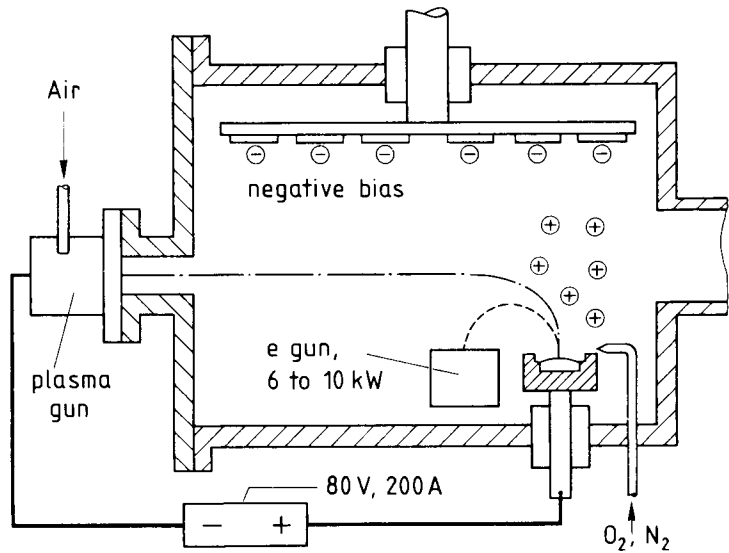 Air
negative bias
plasma
gun
e gun,
6 to 10 kW
80 V, 200 A
O₂, N₂